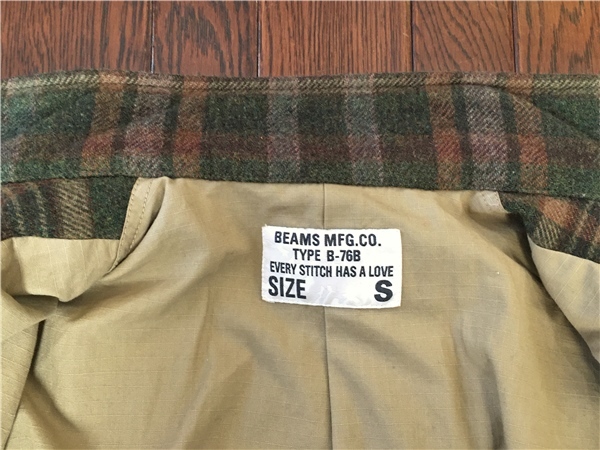 BEAMS MFG.CO.
TYPE B-76B
EVERY STITCH HAS A LOVE
SIZE S